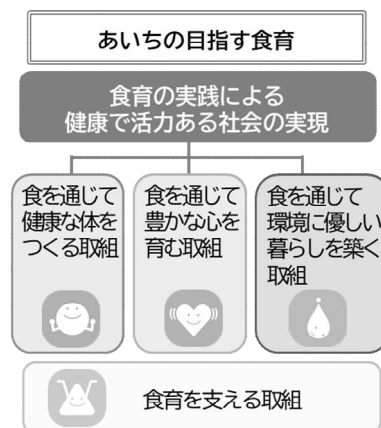 あいちの目指す食育
食育の実践による
健康で活力ある社会の実現
食を通じて
健康な体を
つくる取組
食を通じて
豊かな心を
育む取組
食を通じて
環境に優しい
暮らしを築く
取組
食育を支える取組